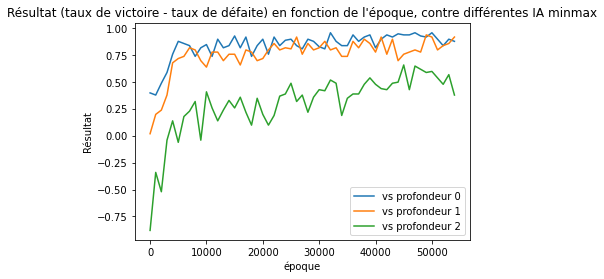 Résultat (taux de victoire - taux de défaite) en fonction de l'époque, contre différentes IA minmax
1.00
0.75
0.50
0.25
0.00
−0.25
−0.50
−0.75
Résultat
0 10000 20000 30000 40000 50000
époque
vs profondeur 0
vs profondeur 1
vs profondeur 2